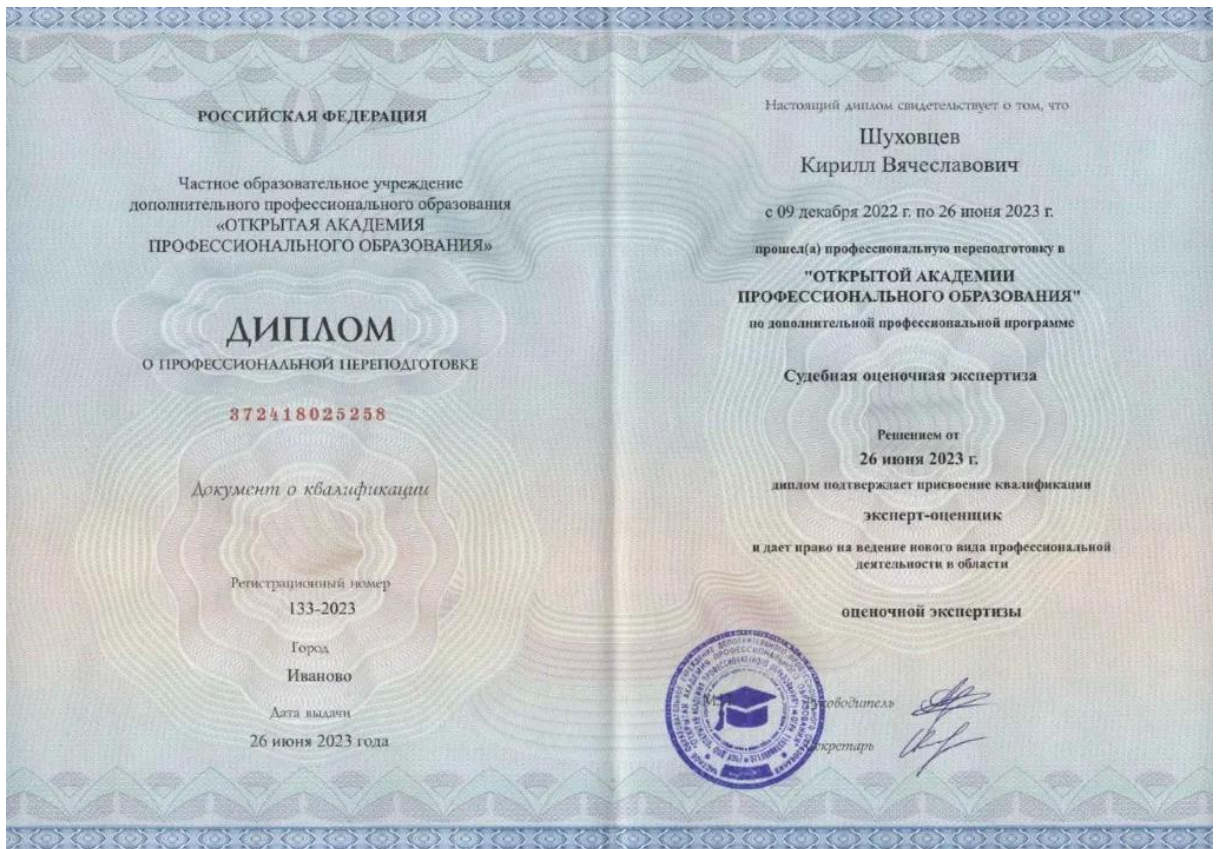 РОССИЙСКАЯ ФЕДЕРАЦИЯ
Частное образовательное учреждение
дополнительного профессионального образования
«ОТКРЫТАЯ АКАДЕМИЯ
ПРОФЕССИОНАЛЬНОГО ОБРАЗОВАНИЯ»
ДИПЛОМ
О ПРОФЕССИОНАЛЬНОЙ ПЕРЕПОДГОТОВКЕ
372418025258
Документ о квалификации
Регистрационный номер
133-2023
Город
Иваново
Дата выдачи
26 июня 2023 года
Настоящий диплом свидетельствует о том, что
Шуховцев
Кирилл Вячеславович
с 09 декабря 2022 г. по 26 июня 2023 г.
прошел(а) профессиональную переподготовку в
"ОТКРЫТОЙ АКАДЕМИИ
ПРОФЕССИОНАЛЬНОГО ОБРАЗОВАНИЯ"
по дополнительной профессиональной программе
Судебная оценочная экспертиза
Решением от
26 июня 2023 г.
диплом подтверждает присвоение квалификации
эксперт-оценщик
и дает право на ведение нового вида профессиональной
деятельности в области
оценочной экспертизы
Руководитель
Секретарь